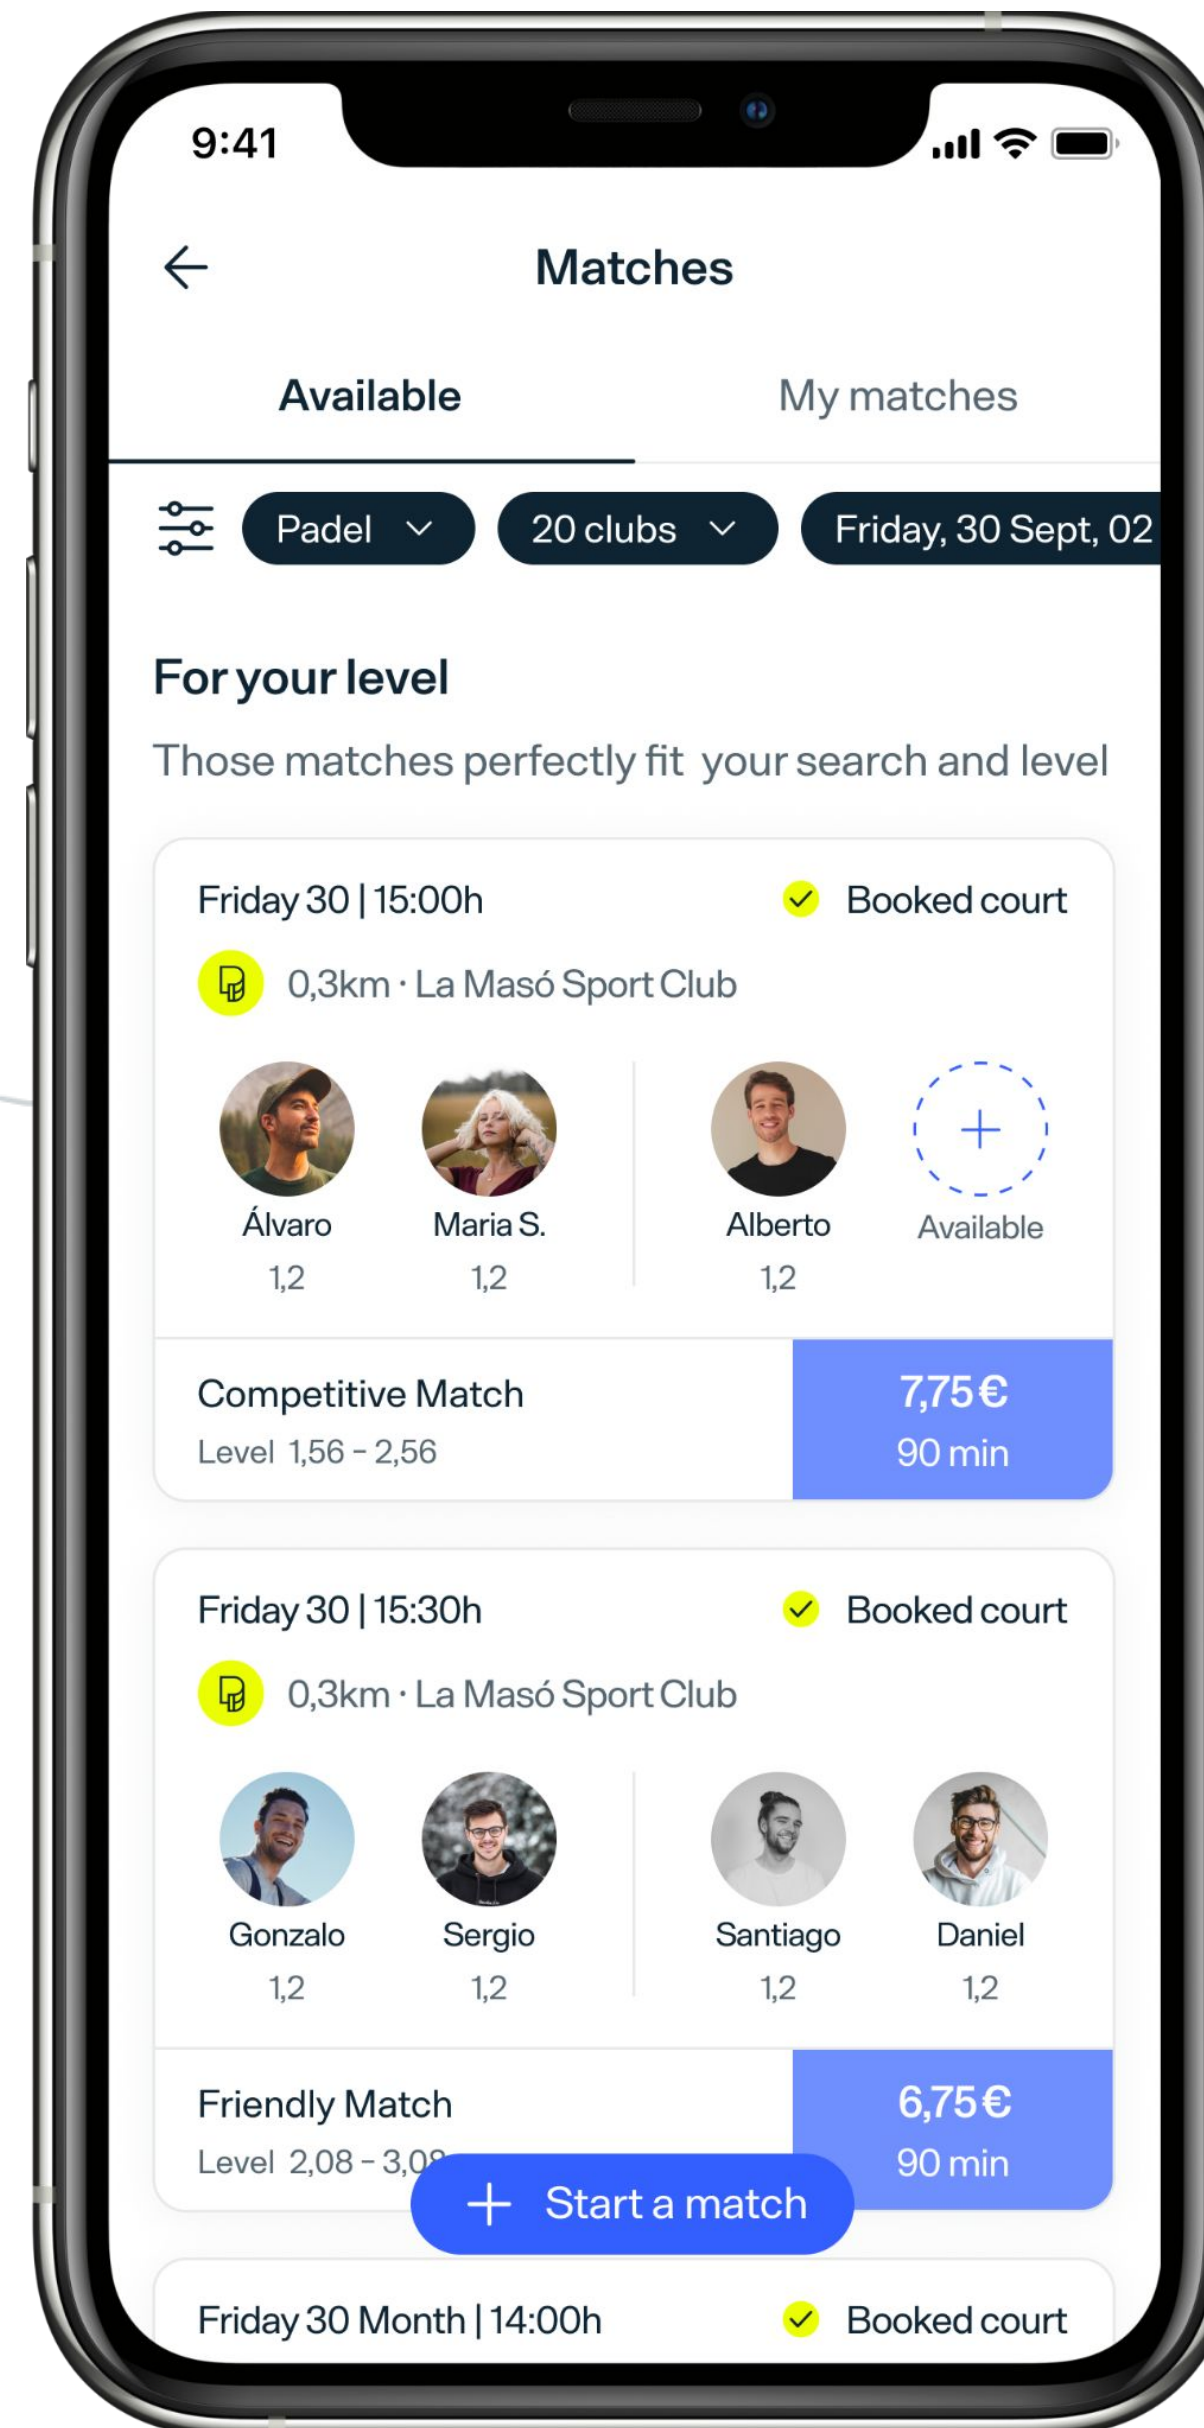 9:41
Matches
Available My matches
Padel 20 clubs Friday, 30 Sept, 02
For your level
Those matches perfectly fit your search and level
Friday 30 | 15:00h Booked court
0,3km · La Masó Sport Club
Álvaro Maria S. Alberto Available
1,2 1,2 1,2
Competitive Match 7,75 €
Level 1,56 – 2,56 90 min
Friday 30 | 15:30h Booked court
0,3km · La Masó Sport Club
Gonzalo Sergio Santiago Daniel
1,2 1,2 1,2 1,2
Friendly Match 6,75 €
Level 2,08 – 3,08 90 min
+ Start a match
Friday 30 Month | 14:00h Booked court